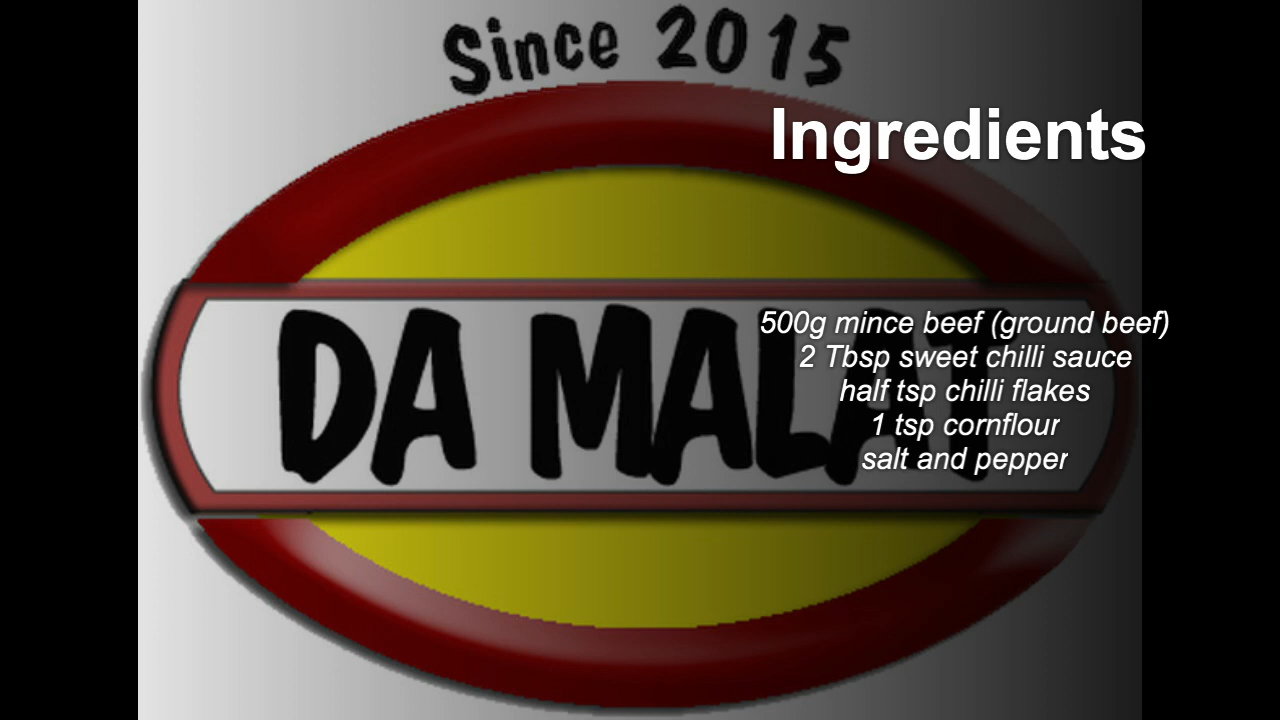 Since 2015
Ingredients
DA MALAT
500g mince beef (ground beef)
2 Tbsp sweet chilli sauce
half tsp chilli flakes
1 tsp cornflour
salt and pepper